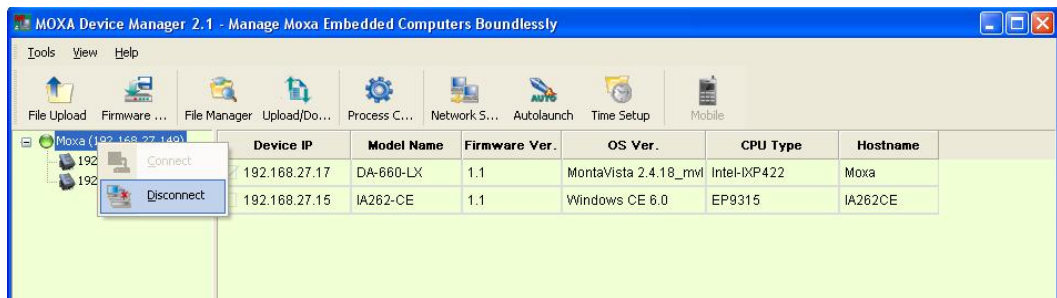 MOXA Device Manager 2.1 - Manage Moxa Embedded Computers Boundlessly
Tools View Help
File Upload Firmware ... File Manager Upload/Do... Process C... Network S... Autolaunch Time Setup Mobile
Moxa (192.168.27.149)
192
192
Connect
Disconnect
Device IP Model Name Firmware Ver. OS Ver. CPU Type Hostname
192.168.27.17 DA-660-LX 1.1 MontaVista 2.4.18_mvl Intel-IXP422 Moxa
192.168.27.15 IA262-CE 1.1 Windows CE 6.0 EP9315 IA262CE